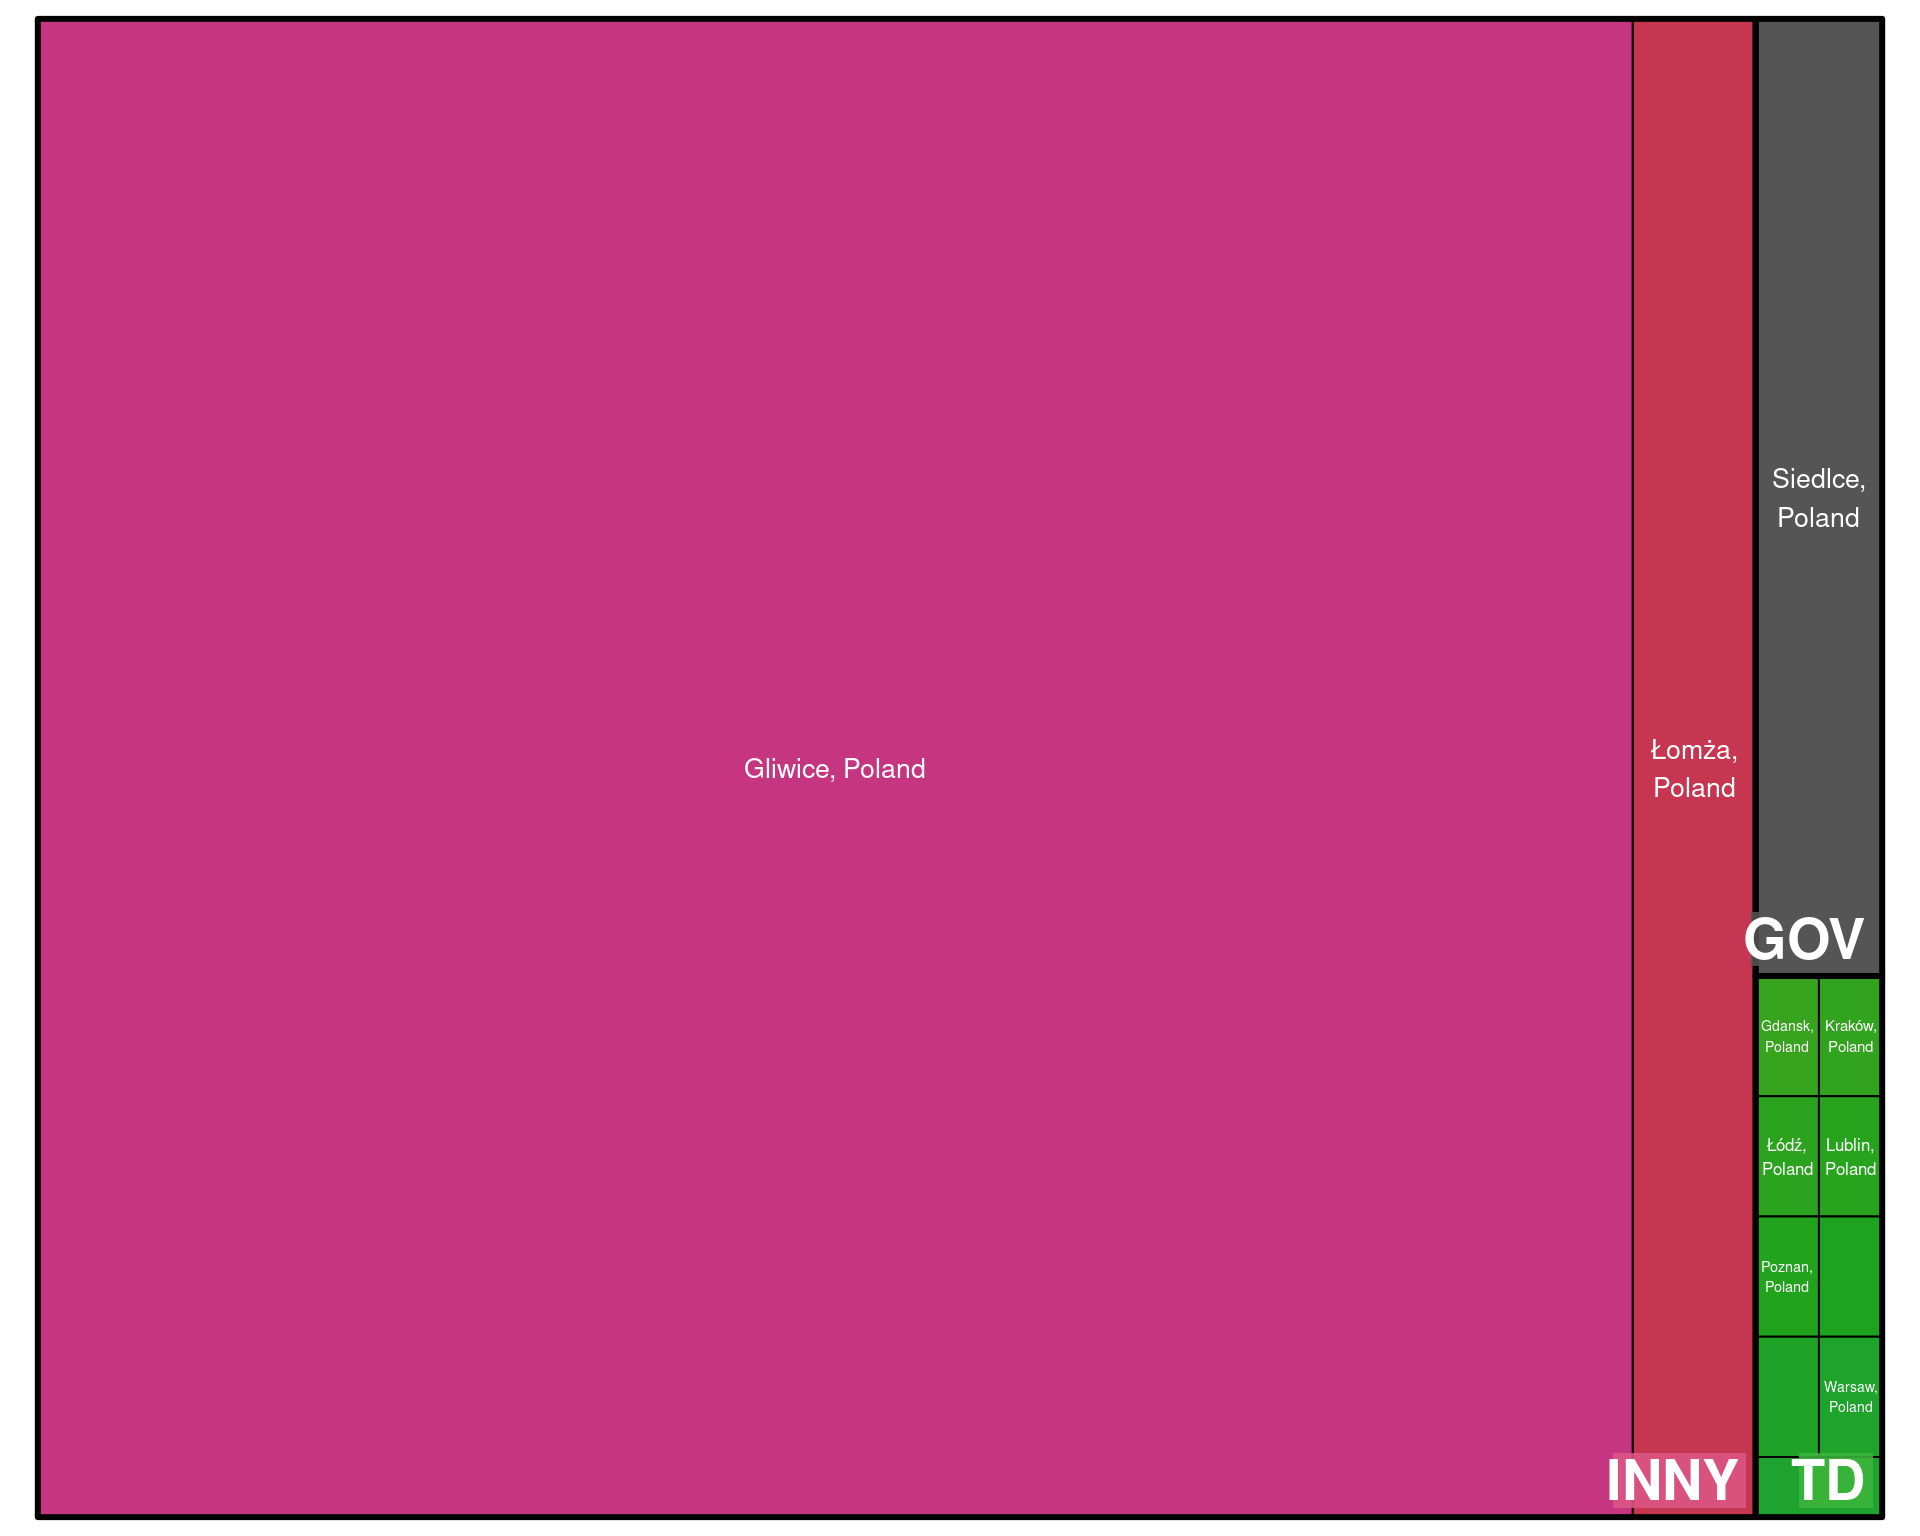 Gliwice, Poland
Łomża,
Poland
INNY
Siedlce,
Poland
GOV
Gdansk,
Poland
Kraków,
Poland
Łódź,
Poland
Lublin,
Poland
Poznan,
Poland
Warsaw,
Poland
TD